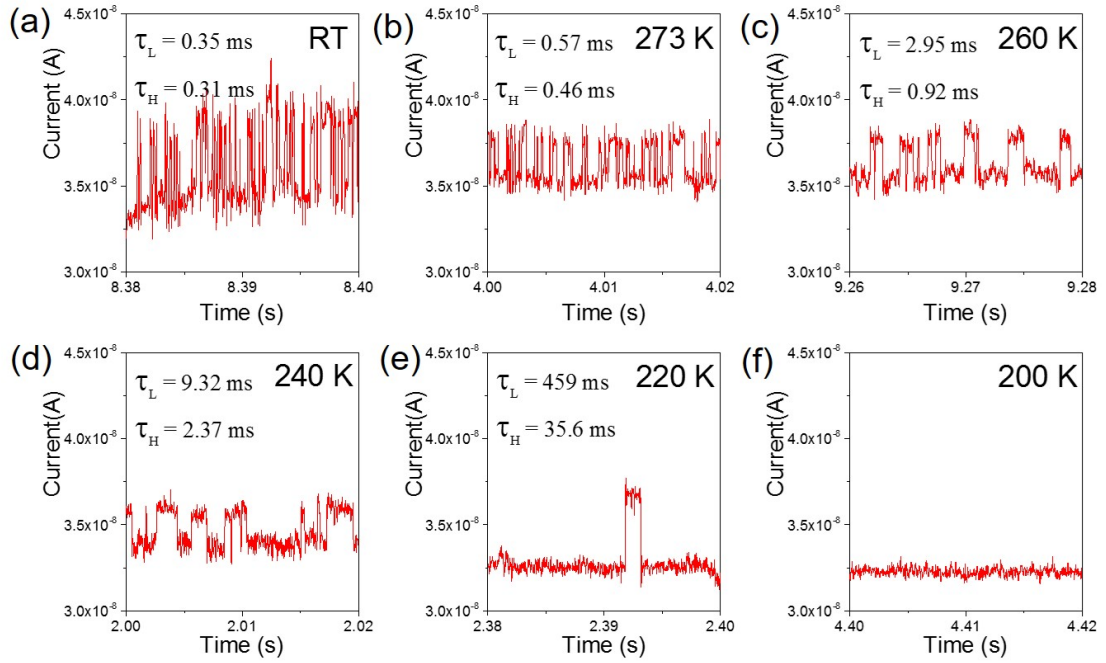 (a)
RT
τL = 0.35 ms
τH = 0.31 ms
4.5x10-8
4.0x10-8
3.5x10-8
3.0x10-8
Current (A)
8.38
8.39
8.40
Time (s)
(b)
273 K
τL = 0.57 ms
τH = 0.46 ms
4.5x10-8
4.0x10-8
3.5x10-8
3.0x10-8
Current(A)
4.00
4.01
4.02
Time (s)
(c)
260 K
τL = 2.95 ms
τH = 0.92 ms
4.5x10-8
4.0x10-8
3.5x10-8
3.0x10-8
Current(A)
9.26
9.27
9.28
Time (s)
(d)
240 K
τL = 9.32 ms
τH = 2.37 ms
4.5x10-8
4.0x10-8
3.5x10-8
3.0x10-8
Current(A)
2.00
2.01
2.02
Time (s)
(e)
220 K
τL = 459 ms
τH = 35.6 ms
4.5x10-8
4.0x10-8
3.5x10-8
3.0x10-8
Current(A)
2.38
2.39
2.40
Time (s)
(f)
200 K
4.5x10-8
4.0x10-8
3.5x10-8
3.0x10-8
Current(A)
4.40
4.41
4.42
Time (s)